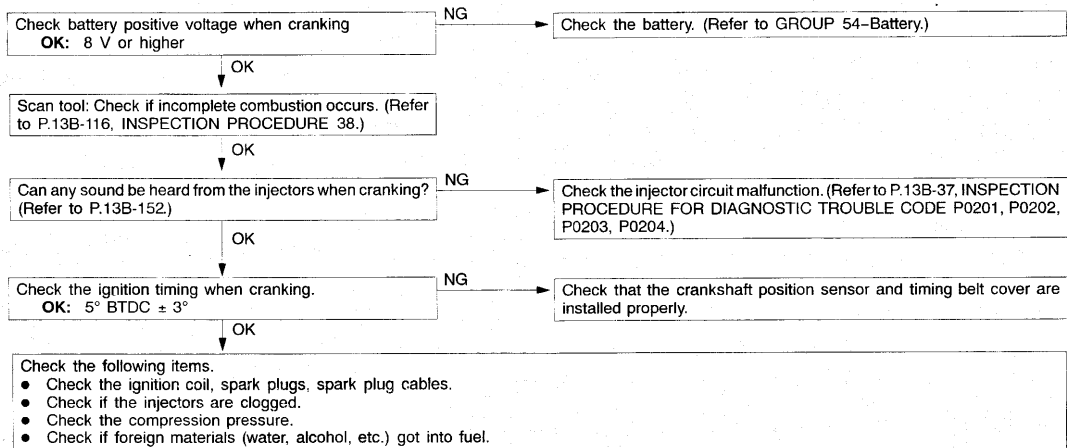 Check battery positive voltage when cranking
OK: 8 V or higher
NG
Check the battery. (Refer to GROUP 54–Battery.)
OK
Scan tool: Check if incomplete combustion occurs. (Refer
to P.13B-116, INSPECTION PROCEDURE 38.)
OK
Can any sound be heard from the injectors when cranking?
(Refer to P.13B-152.)
NG
Check the injector circuit malfunction. (Refer to P.13B-37, INSPECTION
PROCEDURE FOR DIAGNOSTIC TROUBLE CODE P0201, P0202,
P0203, P0204.)
OK
Check the ignition timing when cranking.
OK: 5° BTDC ± 3°
NG
Check that the crankshaft position sensor and timing belt cover are
installed properly.
OK
Check the following items.
● Check the ignition coil, spark plugs, spark plug cables.
● Check if the injectors are clogged.
● Check the compression pressure.
● Check if foreign materials (water, alcohol, etc.) got into fuel.